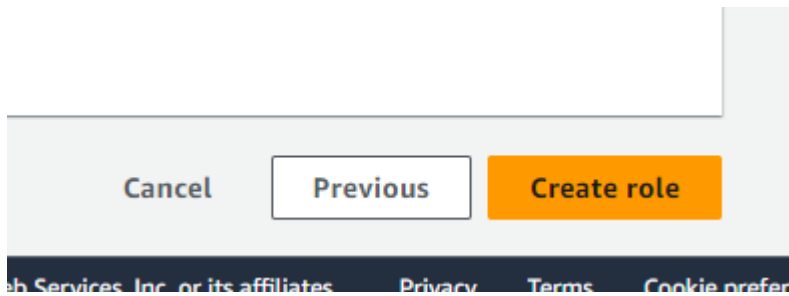 Cancel Previous Create role
Services, Inc. or its affiliates. Privacy Terms Cookie